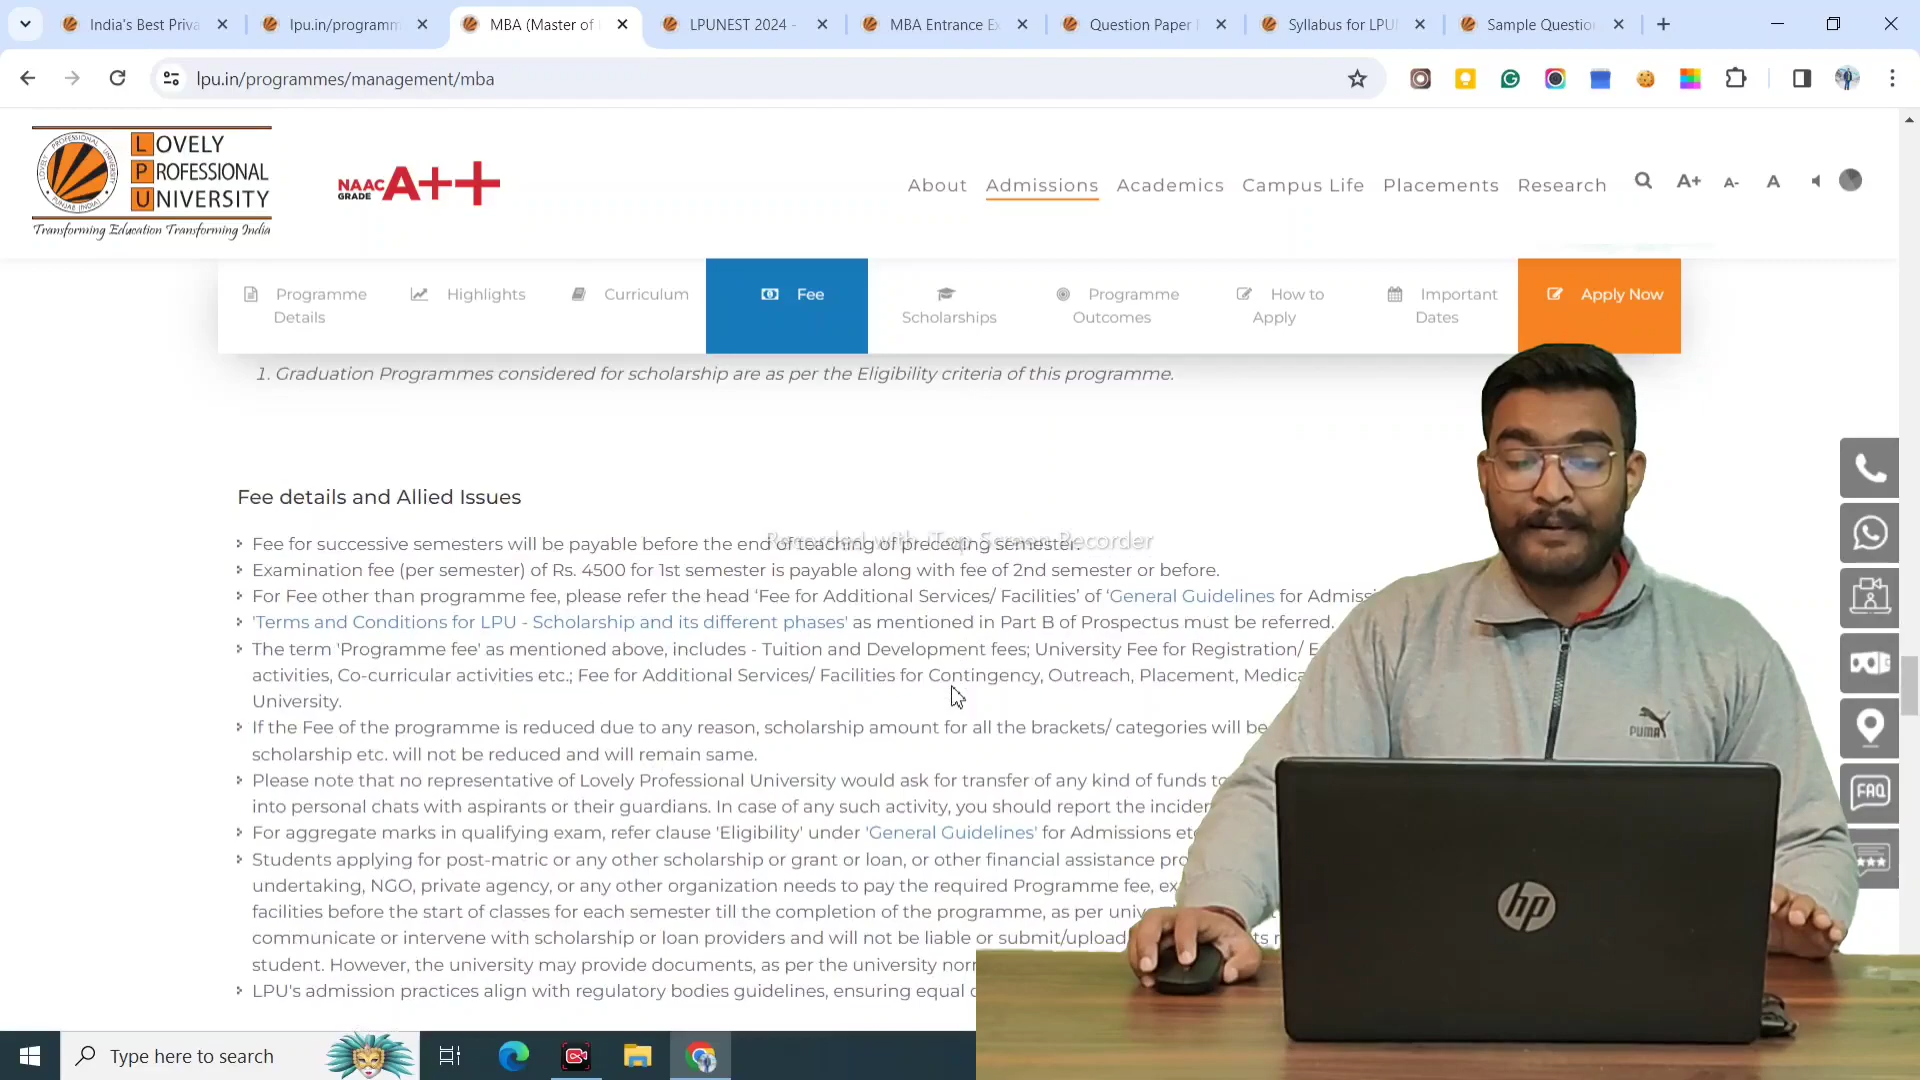 India's Best Priva
lpu.in/programm
MBA (Master of
LPUNEST 2024 -
MBA Entrance Ex
Question Paper
Syllabus for LPU
Sample Question
lpu.in/programmes/management/mba
LOVELY
PROFESSIONAL
UNIVERSITY
PUNJAB (INDIA)
Transforming Education Transforming India
NAAC GRADE A++
About Admissions Academics Campus Life Placements Research A+ A- A
Programme Details
Highlights
Curriculum
Fee
Scholarships
Programme Outcomes
How to Apply
Important Dates
Apply Now
1. Graduation Programmes considered for scholarship are as per the Eligibility criteria of this programme.
Fee details and Allied Issues
Recorded with iTop Screen Recorder
Fee for successive semesters will be payable before the end of teaching of preceding semester.
Examination fee (per semester) of Rs. 4500 for 1st semester is payable along with fee of 2nd semester or before.
For Fee other than programme fee, please refer the head ‘Fee for Additional Services/ Facilities’ of ‘General Guidelines for Admissi
'Terms and Conditions for LPU - Scholarship and its different phases' as mentioned in Part B of Prospectus must be referred.
The term 'Programme fee' as mentioned above, includes - Tuition and Development fees; University Fee for Registration/ E
activities, Co-curricular activities etc.; Fee for Additional Services/ Facilities for Contingency, Outreach, Placement, Medica
University.
If the Fee of the programme is reduced due to any reason, scholarship amount for all the brackets/ categories will be
scholarship etc. will not be reduced and will remain same.
Please note that no representative of Lovely Professional University would ask for transfer of any kind of funds to
into personal chats with aspirants or their guardians. In case of any such activity, you should report the inciden
For aggregate marks in qualifying exam, refer clause 'Eligibility' under 'General Guidelines' for Admissions etc
Students applying for post-matric or any other scholarship or grant or loan, or other financial assistance pro
undertaking, NGO, private agency, or any other organization needs to pay the required Programme fee, ex
facilities before the start of classes for each semester till the completion of the programme, as per unive
communicate or intervene with scholarship or loan providers and will not be liable or submit/upload
student. However, the university may provide documents, as per the university norm
LPU's admission practices align with regulatory bodies guidelines, ensuring equal o
FAQ
PUMA
hp
Type here to search